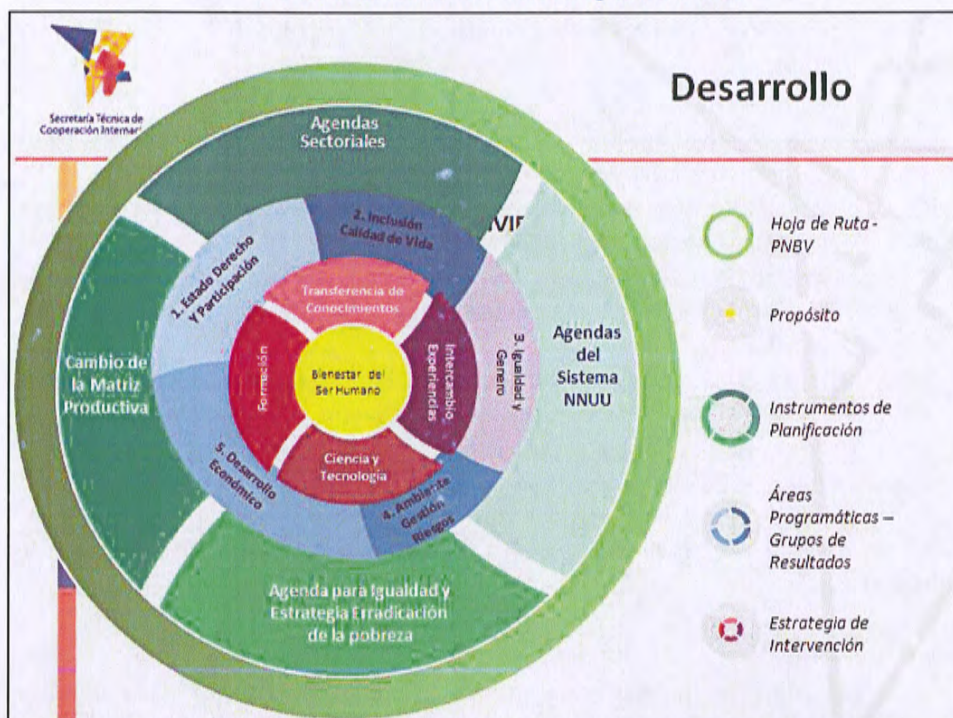 Secretaría Técnica de
Cooperación Internac
Desarrollo
Agendas
Sectoriales
2. Inclusión
Calidad de Vida
1. Estado Derecho
Y Participación
Transferencia de
Conocimientos
Cambio de
la Matriz
Productiva
Formación
Bienestar del
Ser Humano
Intercambio
Experiencias
3. Igualdad y
Genero
Agendas
del
Sistema
NNUU
Ciencia y
Tecnología
5. Desarrollo
Económico
4. Ambiente
Gestión
Riesgos
Agenda para Igualdad y
Estrategia Erradicación
de la pobreza
Hoja de Ruta -
PNBV
Propósito
Instrumentos de
Planificación
Áreas
Programáticas –
Grupos de
Resultados
Estrategia de
Intervención